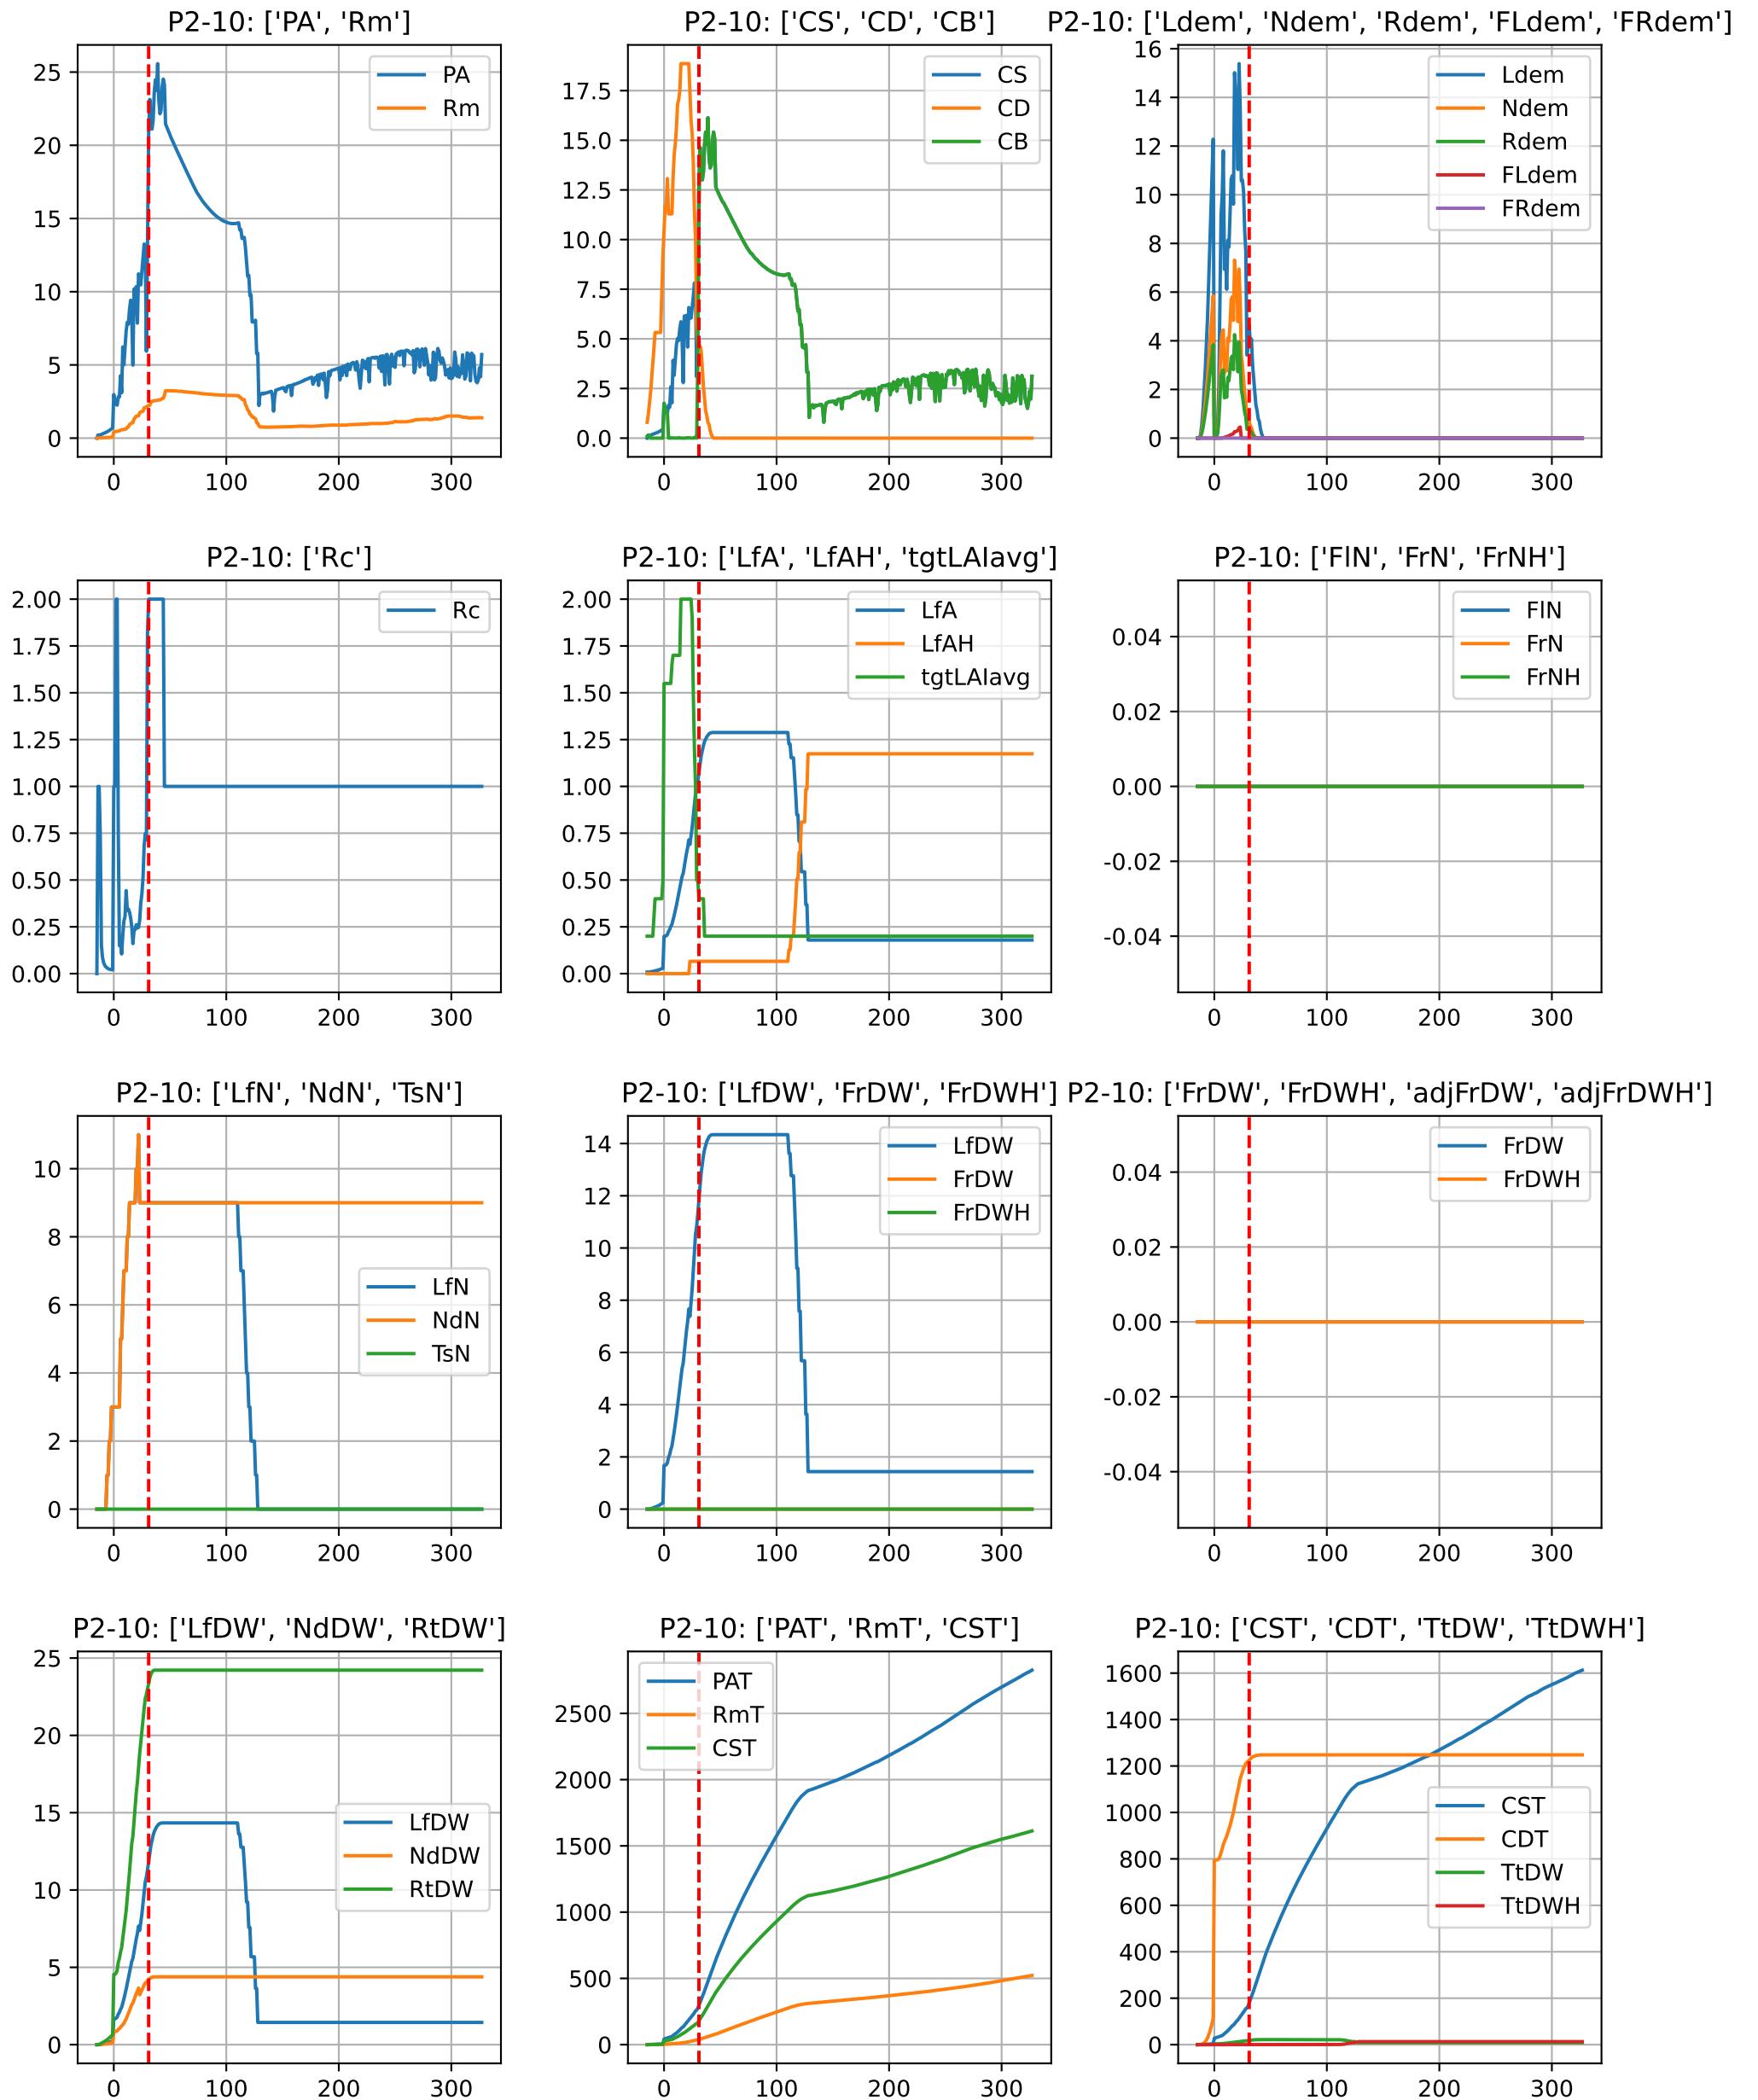 P2-10: ['PA', 'Rm']
25
20
15
10
5
0
0 100 200 300
PA
Rm
P2-10: ['CS', 'CD', 'CB']
17.5
15.0
12.5
10.0
7.5
5.0
2.5
0.0
0 100 200 300
CS
CD
CB
P2-10: ['Ldem', 'Ndem', 'Rdem', 'FLdem', 'FRdem']
16
14
12
10
8
6
4
2
0
0 100 200 300
Ldem
Ndem
Rdem
FLdem
FRdem
P2-10: ['Rc']
2.00
1.75
1.50
1.25
1.00
0.75
0.50
0.25
0.00
0 100 200 300
Rc
P2-10: ['LfA', 'LfAH', 'tgtLAIavg']
2.00
1.75
1.50
1.25
1.00
0.75
0.50
0.25
0.00
0 100 200 300
LfA
LfAH
tgtLAIavg
P2-10: ['FlN', 'FrN', 'FrNH']
0.04
0.02
0.00
-0.02
-0.04
0 100 200 300
FlN
FrN
FrNH
P2-10: ['LfN', 'NdN', 'TsN']
10
8
6
4
2
0
0 100 200 300
LfN
NdN
TsN
P2-10: ['LfDW', 'FrDW', 'FrDWH']
14
12
10
8
6
4
2
0
0 100 200 300
LfDW
FrDW
FrDWH
P2-10: ['FrDW', 'FrDWH', 'adjFrDW', 'adjFrDWH']
0.04
0.02
0.00
-0.02
-0.04
0 100 200 300
FrDW
FrDWH
P2-10: ['LfDW', 'NdDW', 'RtDW']
25
20
15
10
5
0
0 100 200 300
LfDW
NdDW
RtDW
P2-10: ['PAT', 'RmT', 'CST']
2500
2000
1500
1000
500
0
0 100 200 300
PAT
RmT
CST
P2-10: ['CST', 'CDT', 'TtDW', 'TtDWH']
1600
1400
1200
1000
800
600
400
200
0
0 100 200 300
CST
CDT
TtDW
TtDWH